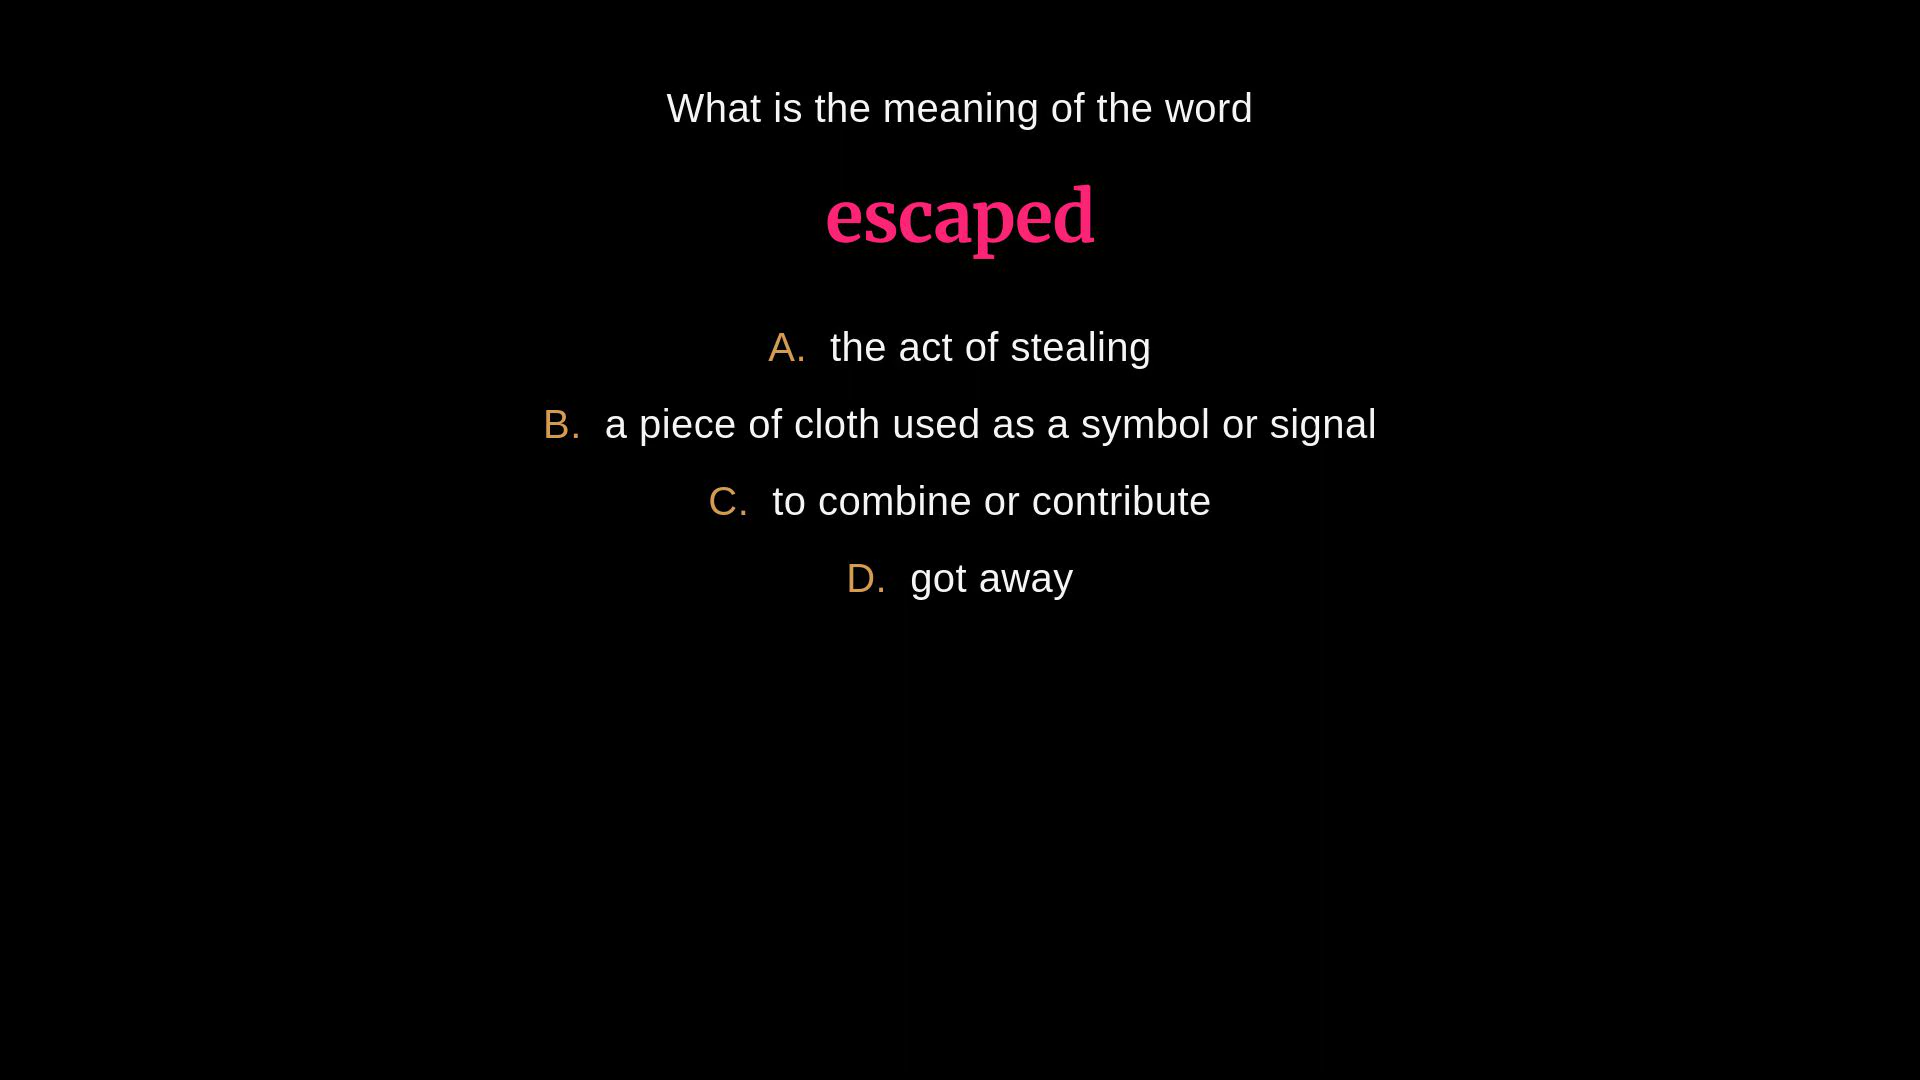 What is the meaning of the word
escaped
A. the act of stealing
B. a piece of cloth used as a symbol or signal
C. to combine or contribute
D. got away